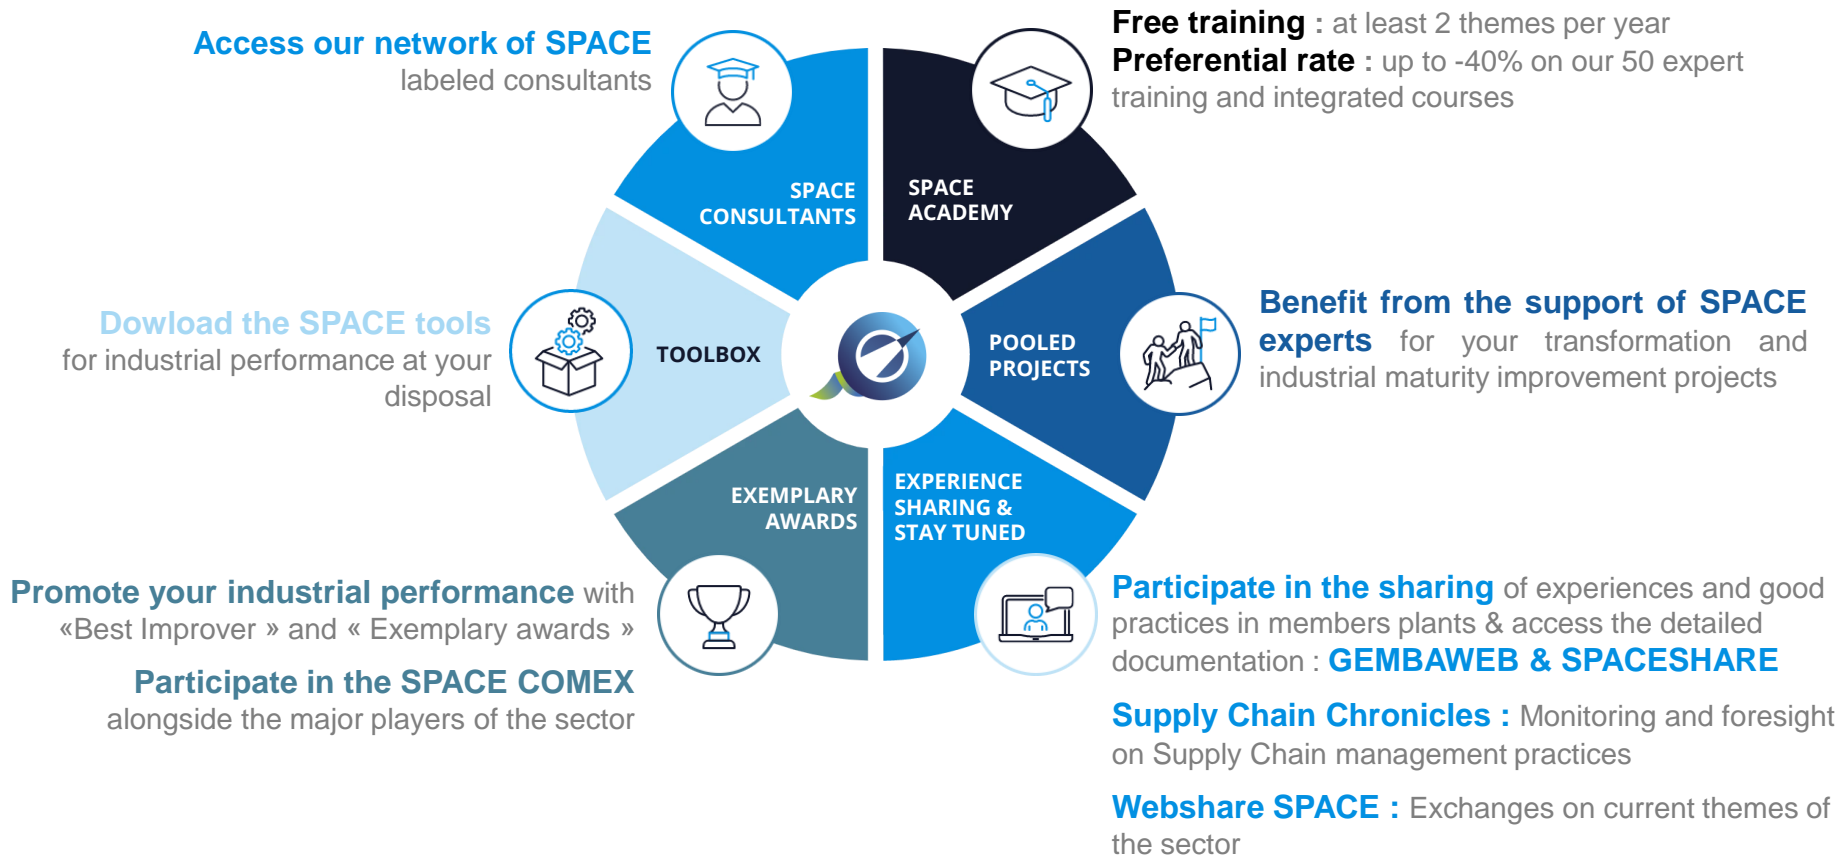 Access our network of SPACE
labeled consultants
Free training : at least 2 themes per year
Preferential rate : up to -40% on our 50 expert
training and integrated courses
SPACE
CONSULTANTS
SPACE
ACADEMY
Dowload the SPACE tools
for industrial performance at your
disposal
TOOLBOX
POOLED
PROJECTS
Benefit from the support of SPACE
experts for your transformation and
industrial maturity improvement projects
EXEMPLARY
AWARDS
EXPERIENCE
SHARING &
STAY TUNED
Promote your industrial performance with
«Best Improver » and « Exemplary awards »
Participate in the SPACE COMEX
alongside the major players of the sector
Participate in the sharing of experiences and good
practices in members plants & access the detailed
documentation : GEMBAWEB & SPACESHARE
Supply Chain Chronicles : Monitoring and foresight
on Supply Chain management practices
Webshare SPACE : Exchanges on current themes of
the sector